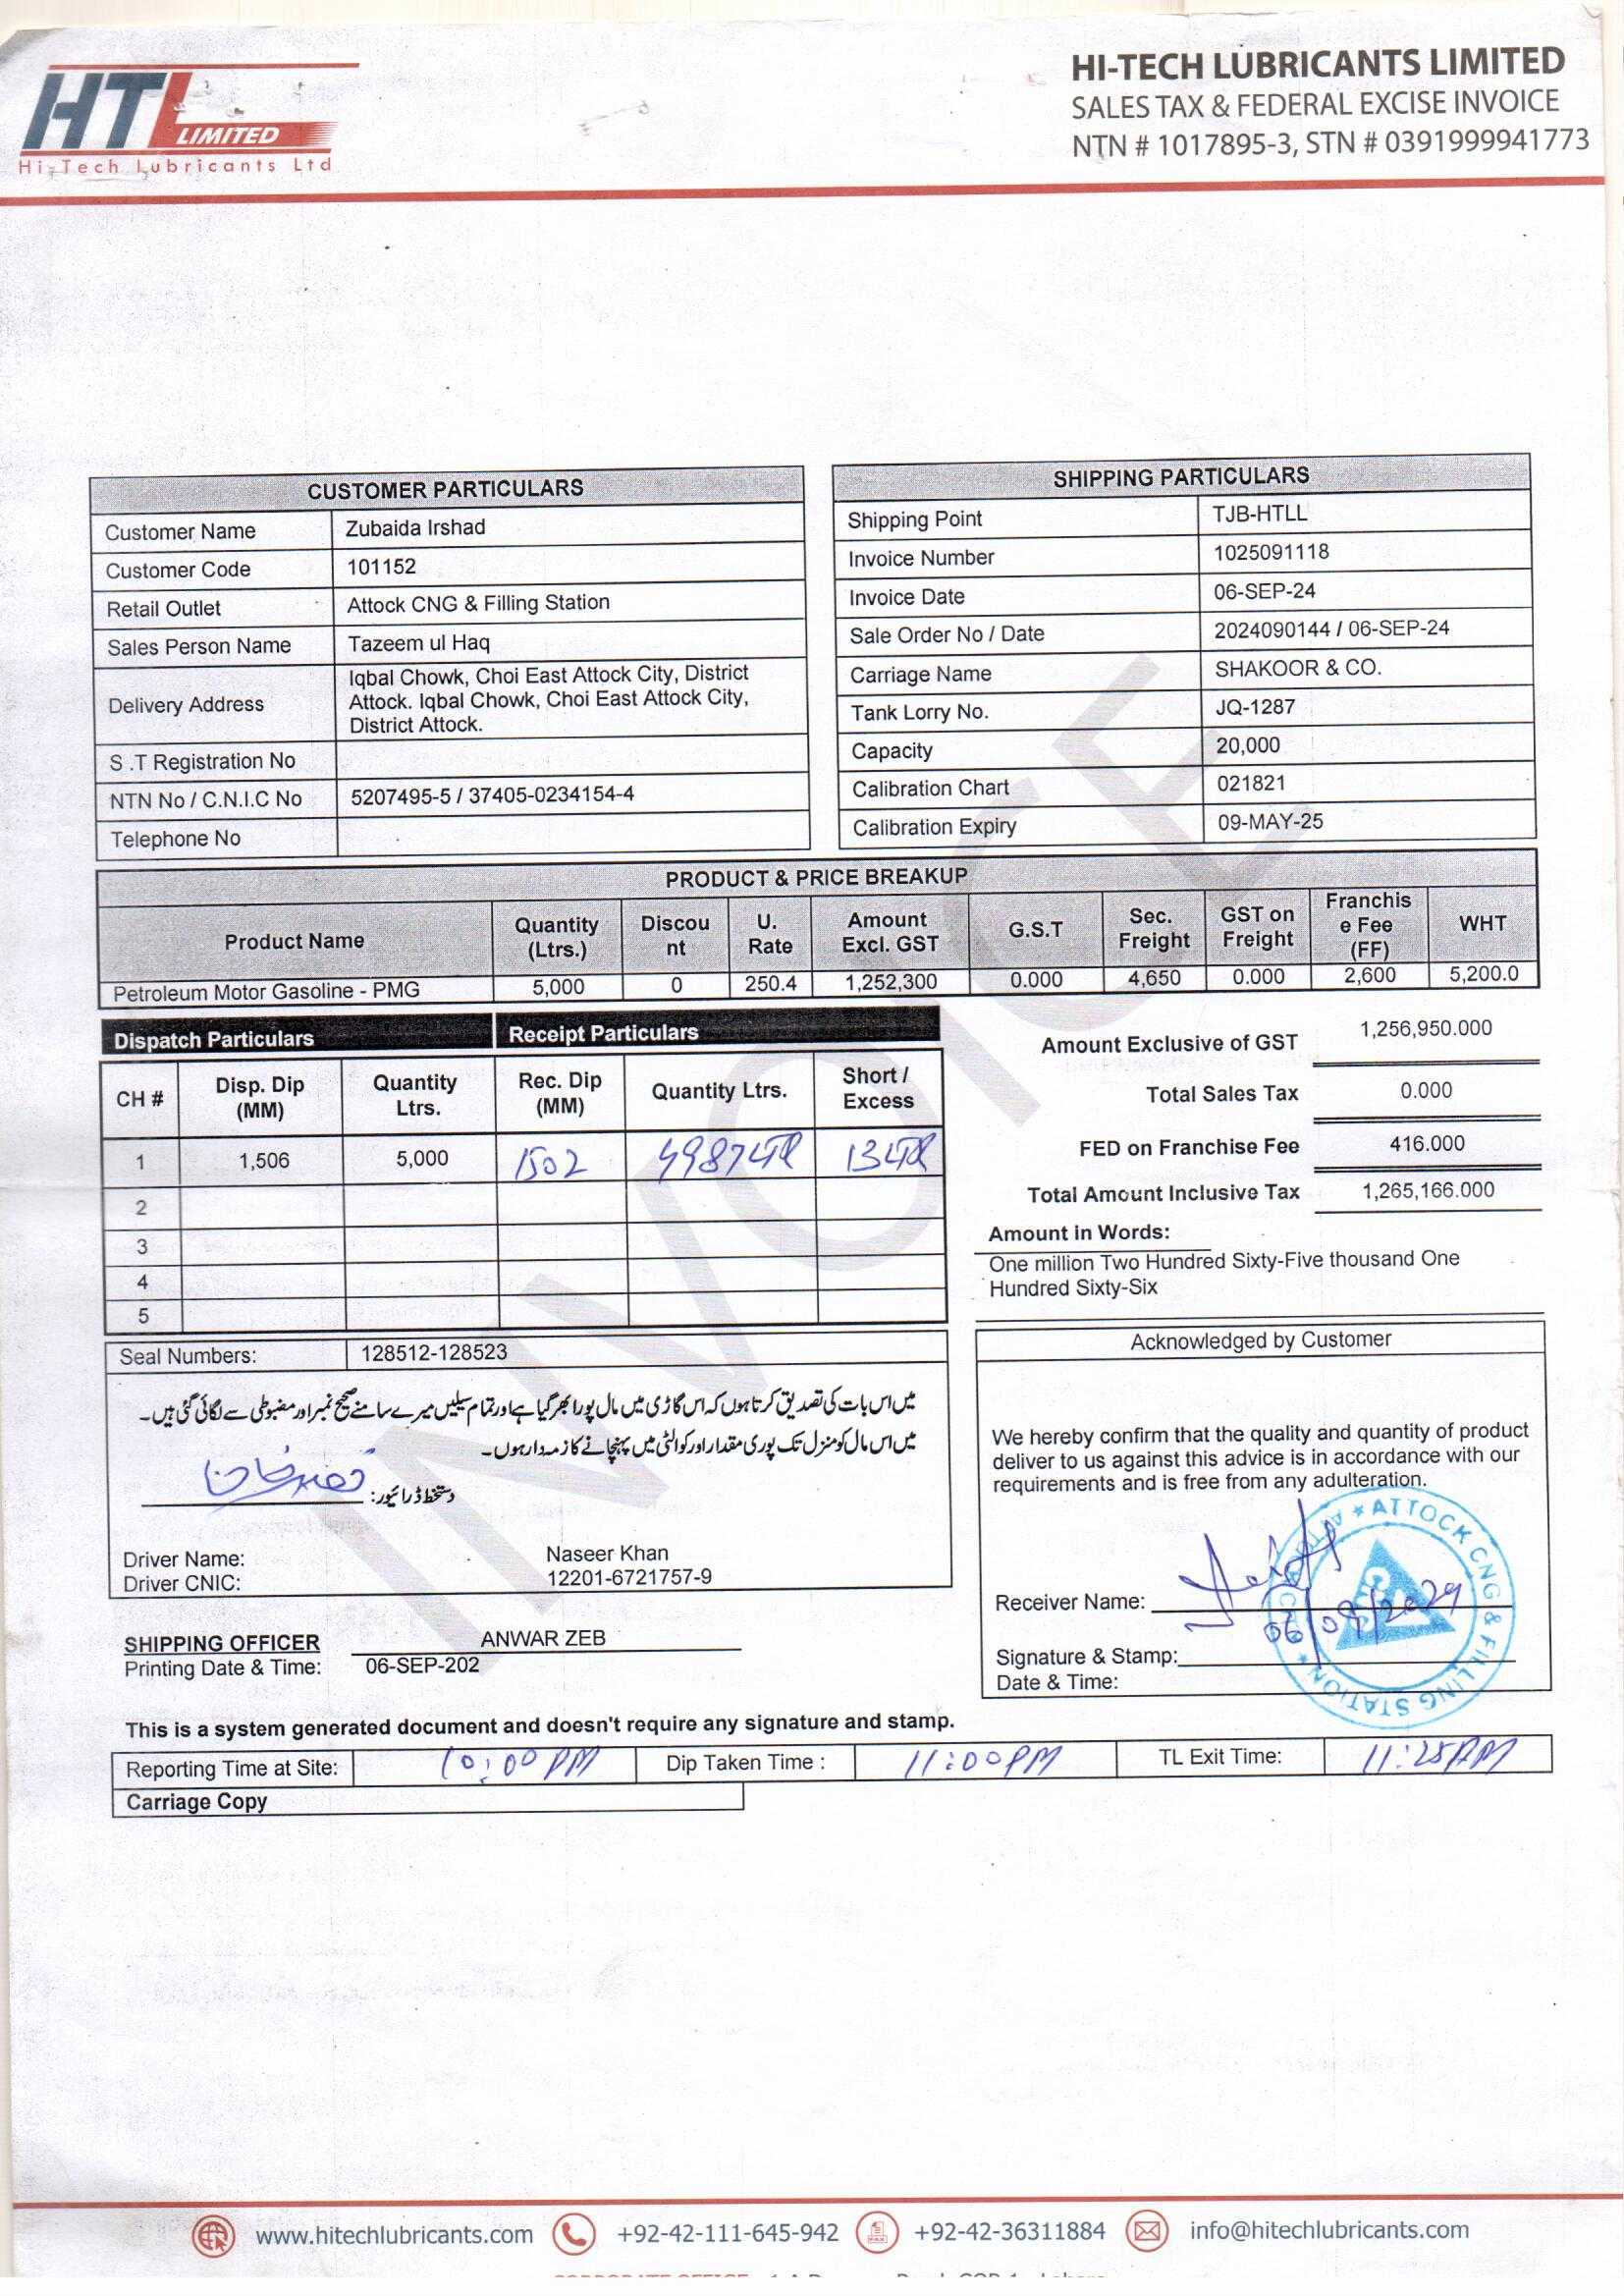 HTL LIMITED
Hi-Tech Lubricants Ltd
HI-TECH LUBRICANTS LIMITED
SALES TAX & FEDERAL EXCISE INVOICE
NTN # 1017895-3, STN # 0391999941773
CUSTOMER PARTICULARS
Customer Name Zubaida Irshad
Customer Code 101152
Retail Outlet Attock CNG & Filling Station
Sales Person Name Tazeem ul Haq
Delivery Address Iqbal Chowk, Choi East Attock City, District
Attock. Iqbal Chowk, Choi East Attock City,
District Attock.
S .T Registration No
NTN No / C.N.I.C No 5207495-5 / 37405-0234154-4
Telephone No
SHIPPING PARTICULARS
Shipping Point TJB-HTLL
Invoice Number 1025091118
Invoice Date 06-SEP-24
Sale Order No / Date 2024090144 / 06-SEP-24
Carriage Name SHAKOOR & CO.
Tank Lorry No. JQ-1287
Capacity 20,000
Calibration Chart 021821
Calibration Expiry 09-MAY-25
PRODUCT & PRICE BREAKUP
Product Name Quantity (Ltrs.) Discou nt U. Rate Amount Excl. GST G.S.T Sec. Freight GST on Freight Franchis e Fee (FF) WHT
Petroleum Motor Gasoline - PMG 5,000 0 250.4 1,252,300 0.000 4,650 0.000 2,600 5,200.0
Dispatch Particulars Receipt Particulars
CH # Disp. Dip (MM) Quantity Ltrs. Rec. Dip (MM) Quantity Ltrs. Short / Excess
1 1,506 5,000 1502 4987 LTR 13 LTR
2
3
4
5
Amount Exclusive of GST 1,256,950.000
Total Sales Tax 0.000
FED on Franchise Fee 416.000
Total Amount Inclusive Tax 1,265,166.000
Amount in Words:
One million Two Hundred Sixty-Five thousand One
Hundred Sixty-Six
Seal Numbers: 128512-128523
میں اس بات کی تصدیق کرتا ہوں کہ اس گاڑی میں مال پورا بھر گیا ہے اور تمام سیلیں میرے سامنے صحیح نمبر اور مضبوطی سے لگائی گئی ہیں۔
میں اس مال کو منزل تک پوری مقدار اور کوالٹی میں پہنچانے کا زمہ دار ہوں۔
دستخط ڈرائیور:
Driver Name: Naseer Khan
Driver CNIC: 12201-6721757-9
Acknowledged by Customer
We hereby confirm that the quality and quantity of product
deliver to us against this advice is in accordance with our
requirements and is free from any adulteration.
Receiver Name:
06/09/2024
Signature & Stamp:
Date & Time:
ATTOCK CNG & FILLING STATION
SHIPPING OFFICER ANWAR ZEB
Printing Date & Time: 06-SEP-202
This is a system generated document and doesn't require any signature and stamp.
Reporting Time at Site: 10:00 PM Dip Taken Time : 11:00 PM TL Exit Time: 11:25 PM
Carriage Copy
INVOICE
www.hitechlubricants.com +92-42-111-645-942 +92-42-36311884 info@hitechlubricants.com